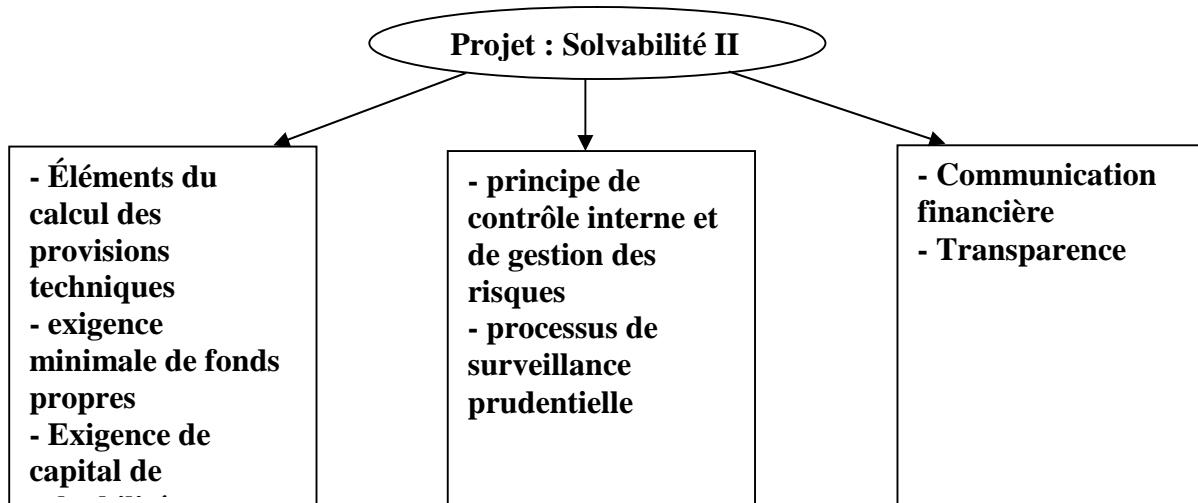 Projet : Solvabilité II
- Éléments du
calcul des
provisions
techniques
- exigence
minimale de fonds
propres
- Exigence de
capital de
- principe de
contrôle interne et
de gestion des
risques
- processus de
surveillance
prudentielle
- Communication
financière
- Transparence